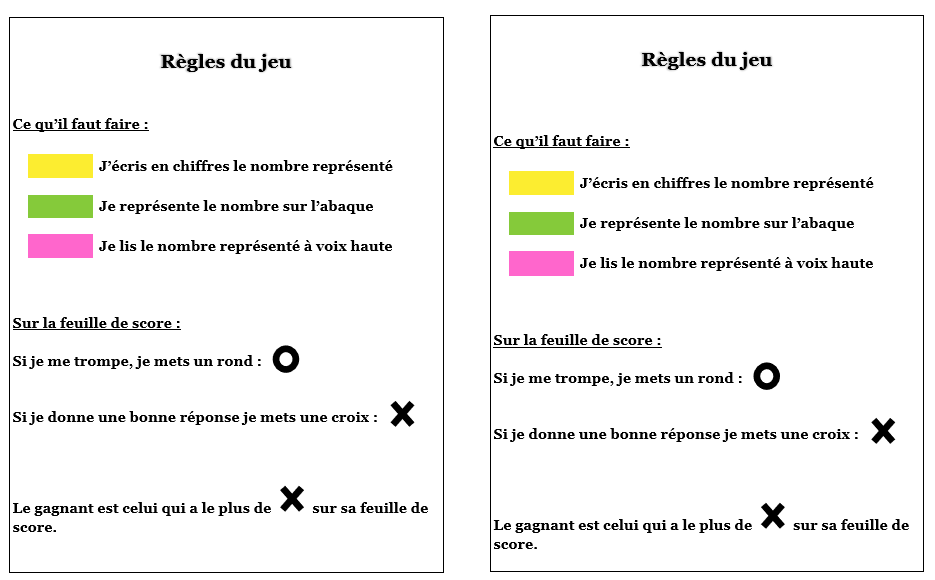 Règles du jeu
Ce qu’il faut faire :
J’écris en chiffres le nombre représenté
Je représente le nombre sur l’abaque
Je lis le nombre représenté à voix haute
Sur la feuille de score :
Si je me trompe, je mets un rond :
Si je donne une bonne réponse je mets une croix :
Le gagnant est celui qui a le plus de sur sa feuille de
score.
Règles du jeu
Ce qu’il faut faire :
J’écris en chiffres le nombre représenté
Je représente le nombre sur l’abaque
Je lis le nombre représenté à voix haute
Sur la feuille de score :
Si je me trompe, je mets un rond :
Si je donne une bonne réponse je mets une croix :
Le gagnant est celui qui a le plus de sur sa feuille de
score.